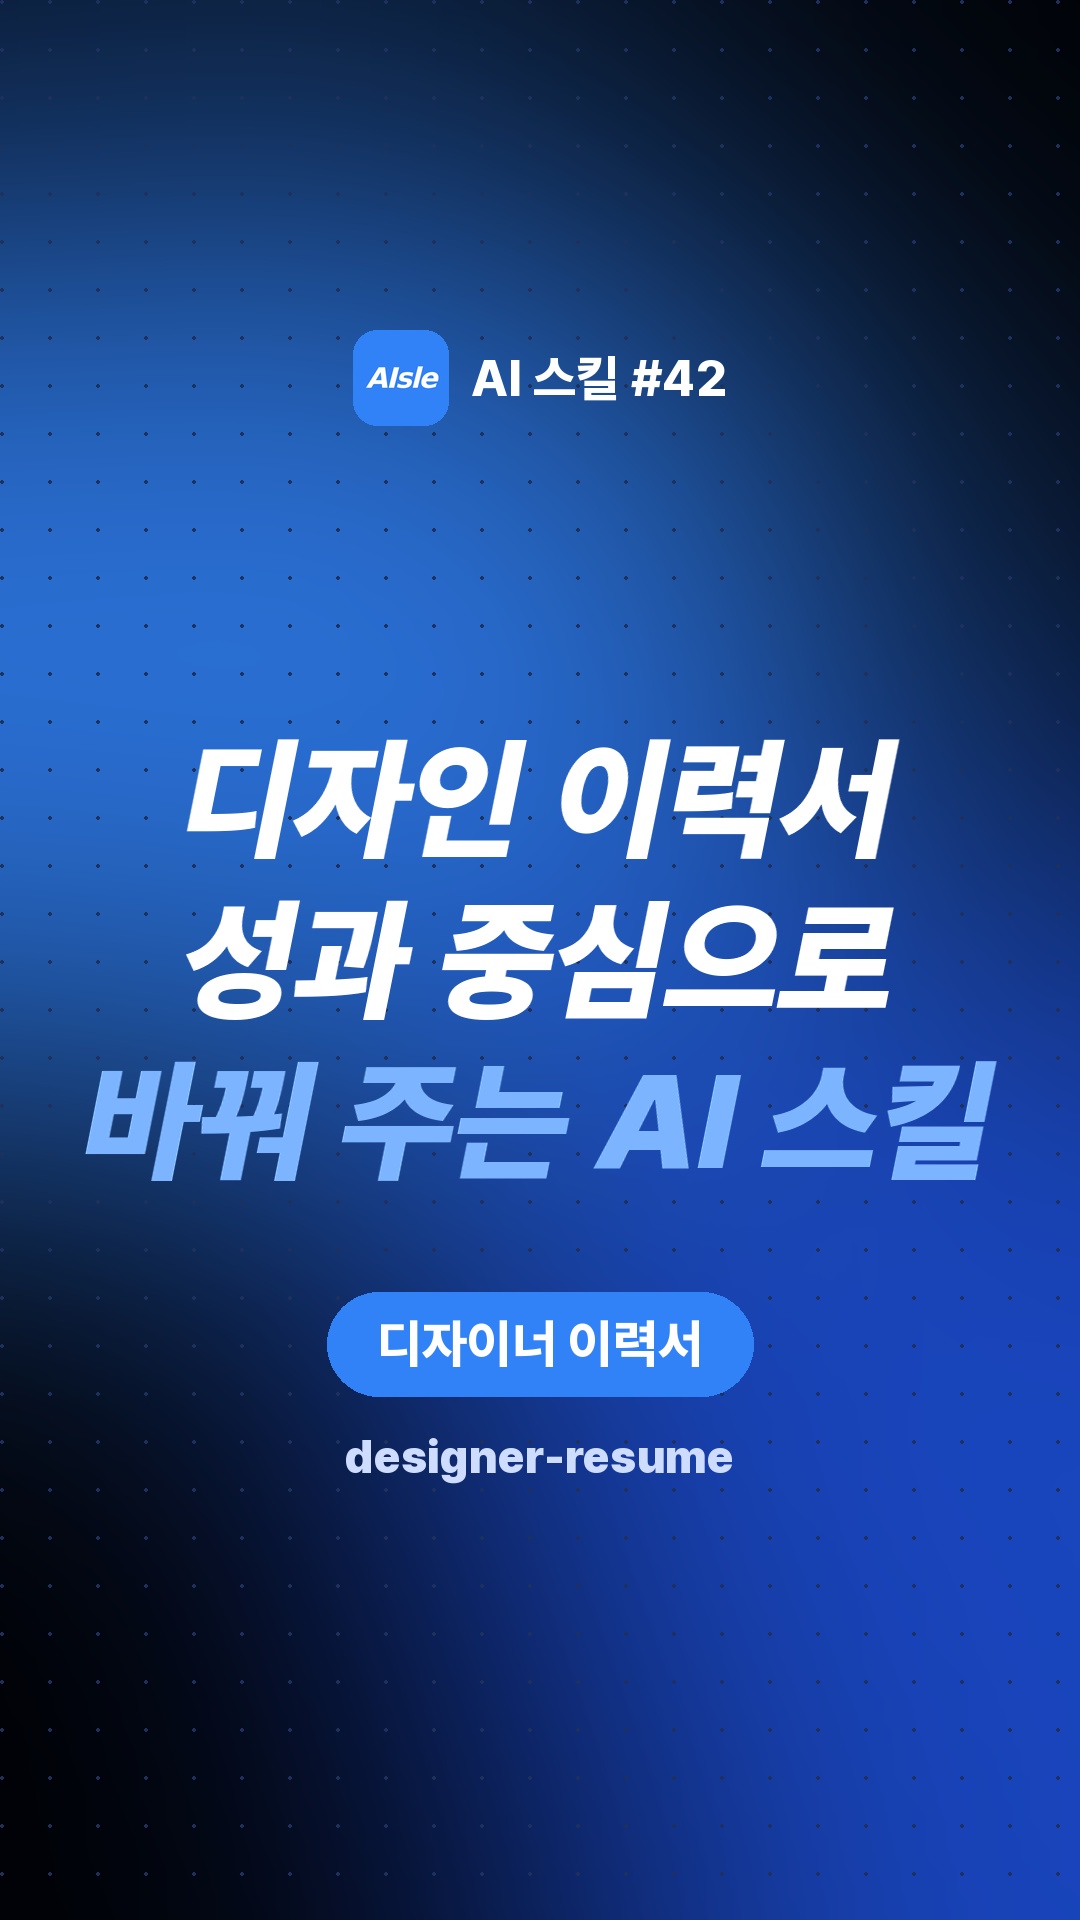 AIsle
AI 스킬 #42
디자인 이력서
성과 중심으로
바꿔 주는 AI 스킬
디자이너 이력서
designer-resume